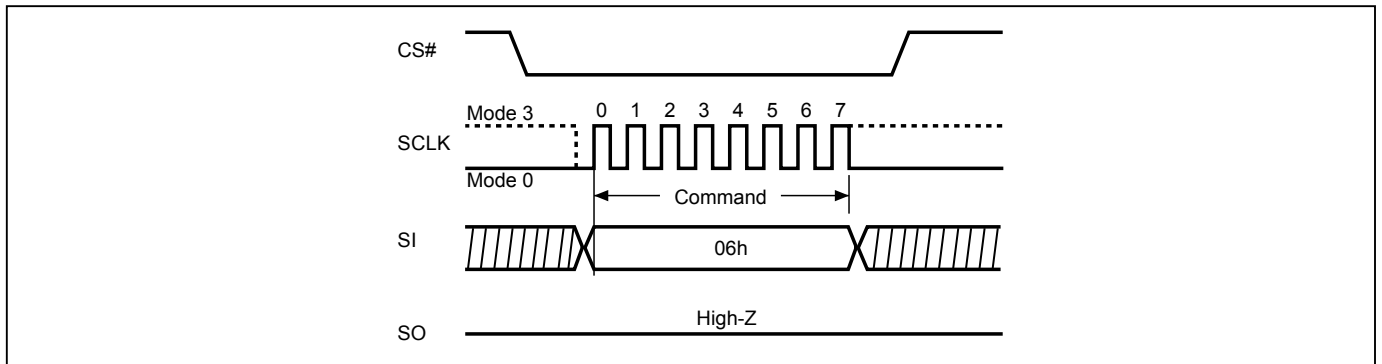 CS#
Mode 3
0 1 2 3 4 5 6 7
SCLK
Mode 0
Command
SI
06h
High-Z
SO